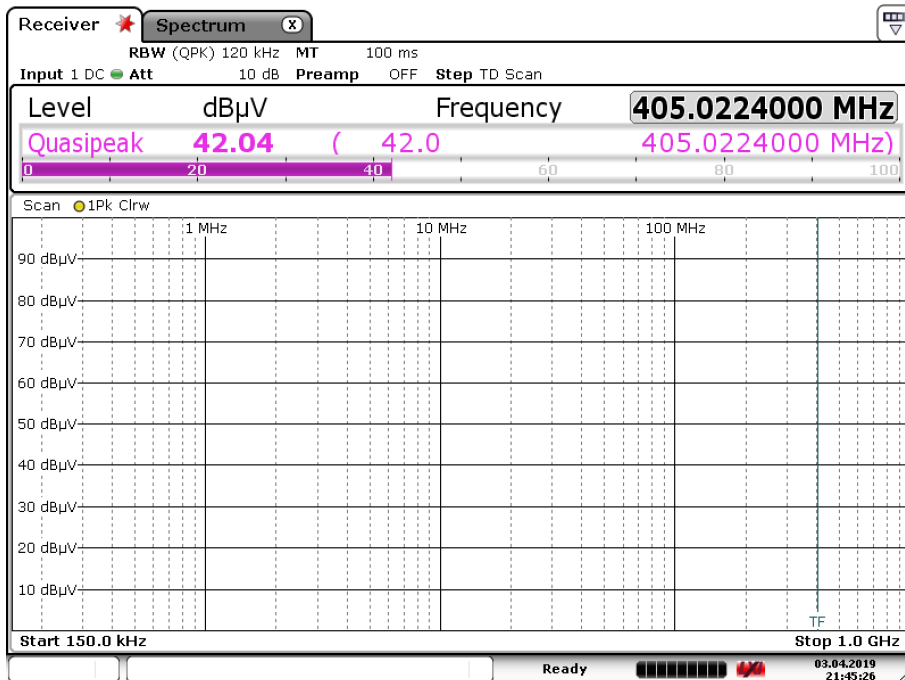 Receiver Spectrum X
RBW (QPK) 120 kHz MT 100 ms
Input 1 DC Att 10 dB Preamp OFF Step TD Scan
Level dBµV Frequency 405.0224000 MHz
Quasipeak 42.04 ( 42.0 405.0224000 MHz)
0 20 40 60 80 100
Scan 1Pk Clrw
1 MHz 10 MHz 100 MHz
90 dBµV
80 dBµV
70 dBµV
60 dBµV
50 dBµV
40 dBµV
30 dBµV
20 dBµV
10 dBµV
TF
Start 150.0 kHz Stop 1.0 GHz
Ready LXI 03.04.2019
21:45:26